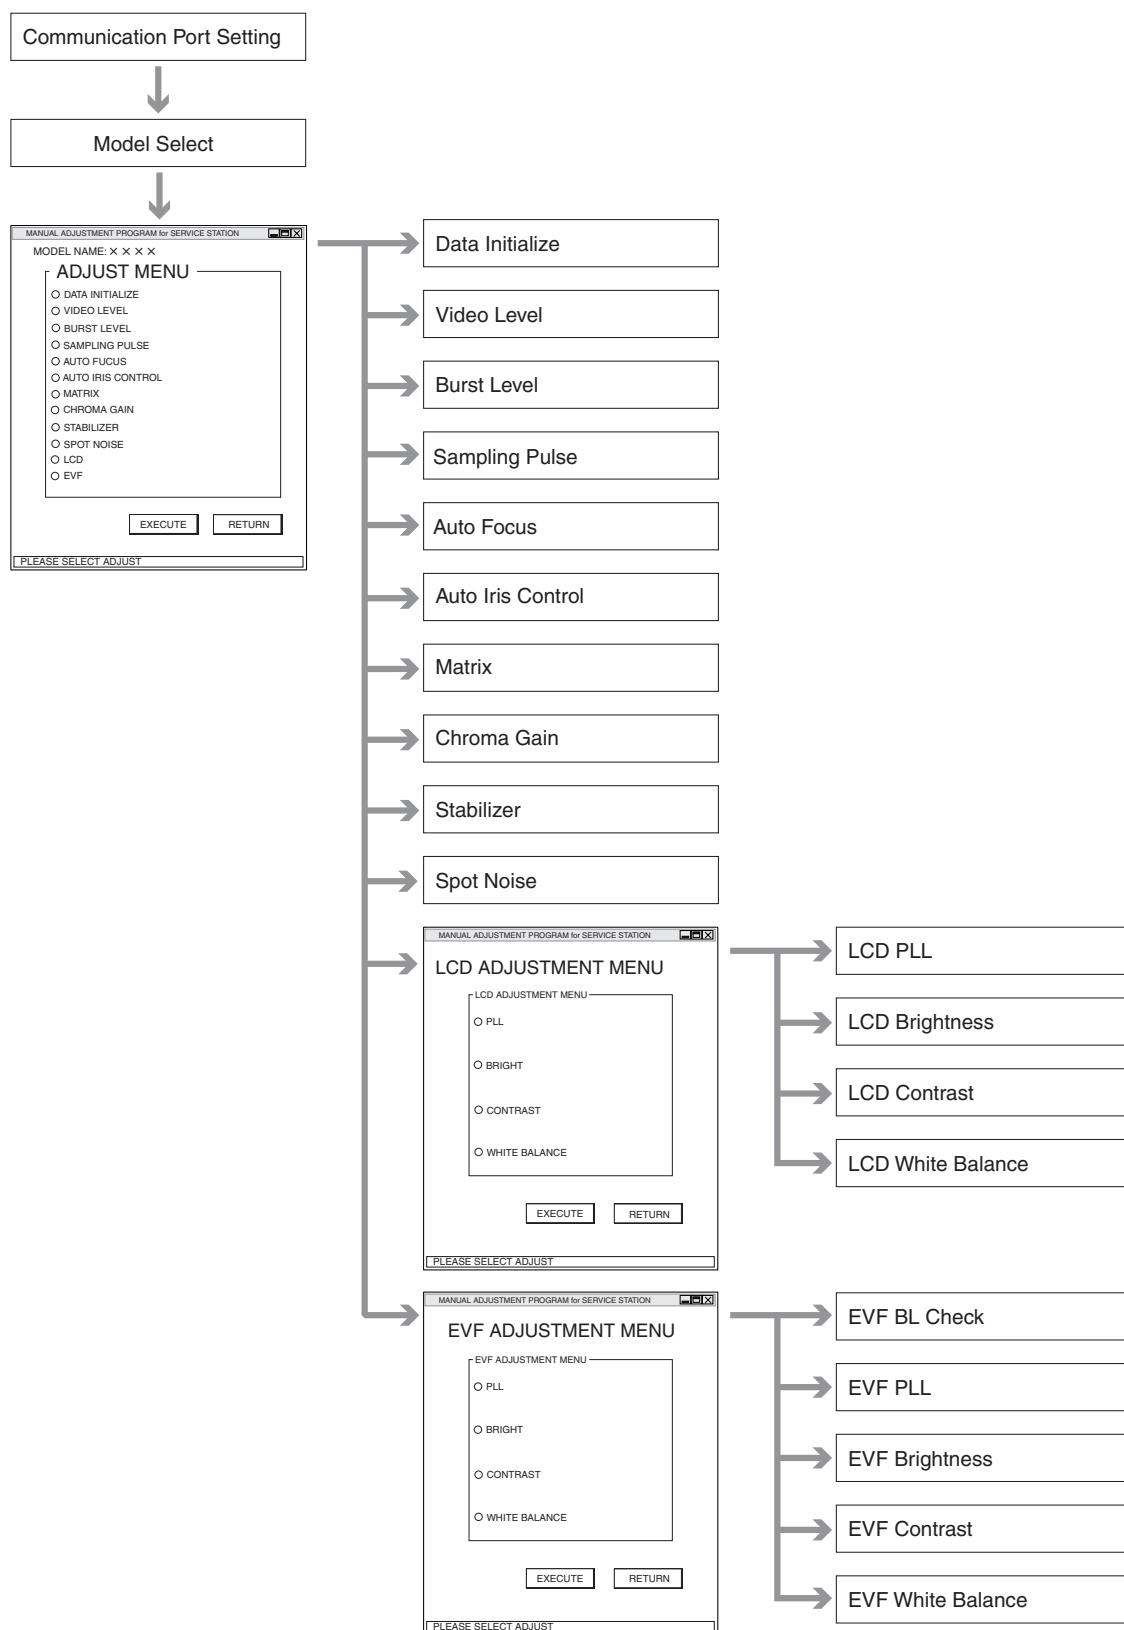 Communication Port Setting
Model Select
MANUAL ADJUSTMENT PROGRAM for SERVICE STATION
MODEL NAME: × × × ×
ADJUST MENU
DATA INITIALIZE
VIDEO LEVEL
BURST LEVEL
SAMPLING PULSE
AUTO FUCUS
AUTO IRIS CONTROL
MATRIX
CHROMA GAIN
STABILIZER
SPOT NOISE
LCD
EVF
EXECUTE RETURN
PLEASE SELECT ADJUST
Data Initialize
Video Level
Burst Level
Sampling Pulse
Auto Focus
Auto Iris Control
Matrix
Chroma Gain
Stabilizer
Spot Noise
MANUAL ADJUSTMENT PROGRAM for SERVICE STATION
LCD ADJUSTMENT MENU
LCD ADJUSTMENT MENU
PLL
BRIGHT
CONTRAST
WHITE BALANCE
EXECUTE RETURN
PLEASE SELECT ADJUST
LCD PLL
LCD Brightness
LCD Contrast
LCD White Balance
MANUAL ADJUSTMENT PROGRAM for SERVICE STATION
EVF ADJUSTMENT MENU
EVF ADJUSTMENT MENU
PLL
BRIGHT
CONTRAST
WHITE BALANCE
EXECUTE RETURN
PLEASE SELECT ADJUST
EVF BL Check
EVF PLL
EVF Brightness
EVF Contrast
EVF White Balance